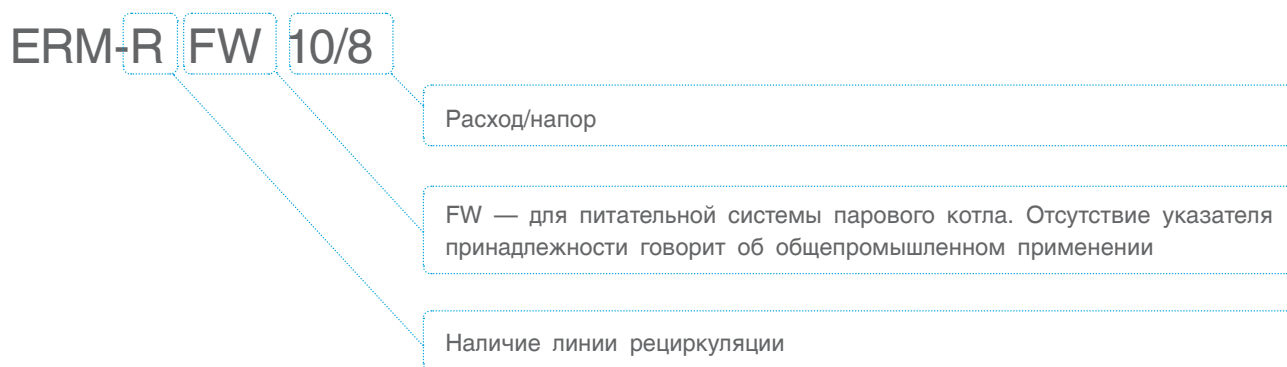 ERM-R FW 10/8
Расход/напор
FW — для питательной системы парового котла. Отсутствие указателя
принадлежности говорит об общепромышленном применении
Наличие линии рециркуляции